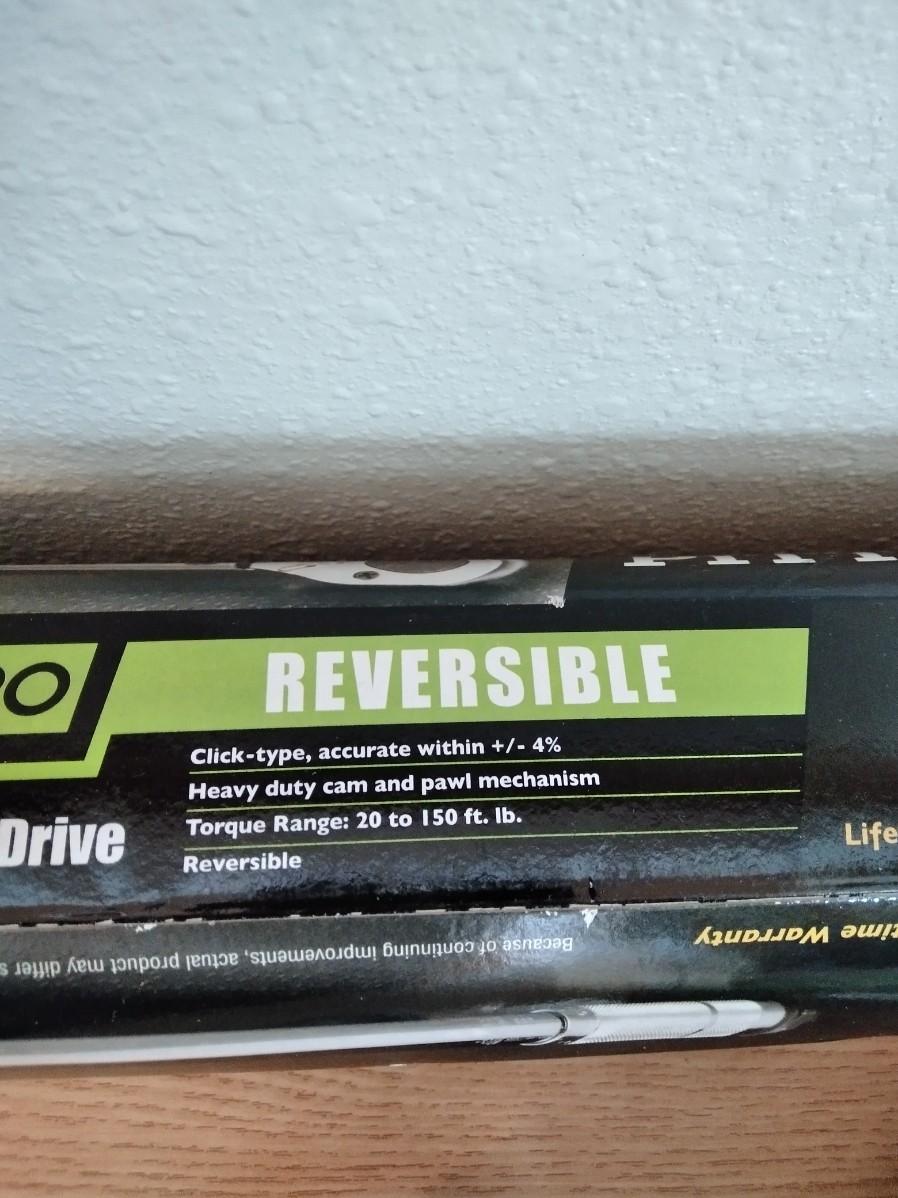 REVERSIBLE
Click-type, accurate within +/- 4%
Heavy duty cam and pawl mechanism
Torque Range: 20 to 150 ft. lb.
Reversible
Drive
Life
time Warranty
Because of continuing improvements, actual product may differ s